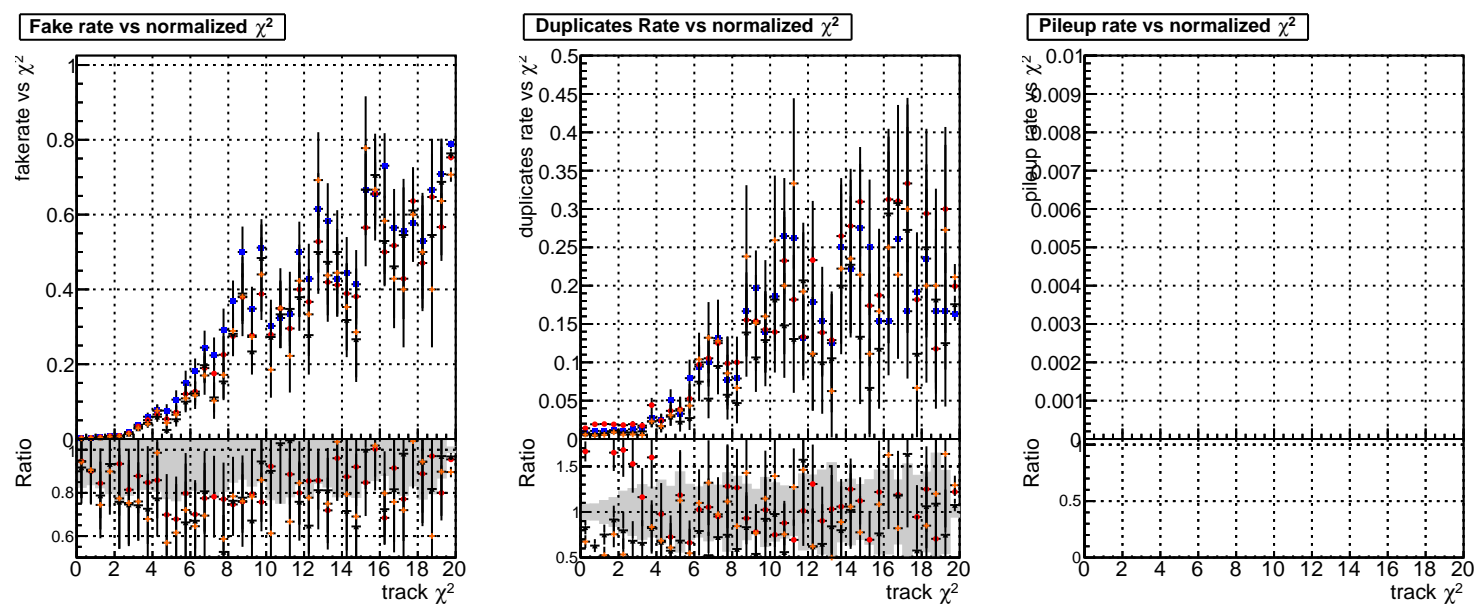 Fake rate vs normalized χ²
fakerate vs χ²
1
0.8
0.6
0.4
0.2
0
Ratio
1
0.8
0.6
0 2 4 6 8 10 12 14 16 18 20
track χ²
Duplicates Rate vs normalized χ²
duplicates rate vs χ²
0.5
0.45
0.4
0.35
0.3
0.25
0.2
0.15
0.1
0.05
0
Ratio
1.5
1
0.5
0 2 4 6 8 10 12 14 16 18 20
track χ²
Pileup rate vs normalized χ²
pileup rate vs χ²
0.01
0.009
0.008
0.007
0.006
0.005
0.004
0.003
0.002
0.001
0
Ratio
1
0.5
0
0 2 4 6 8 10 12 14 16 18 20
track χ²